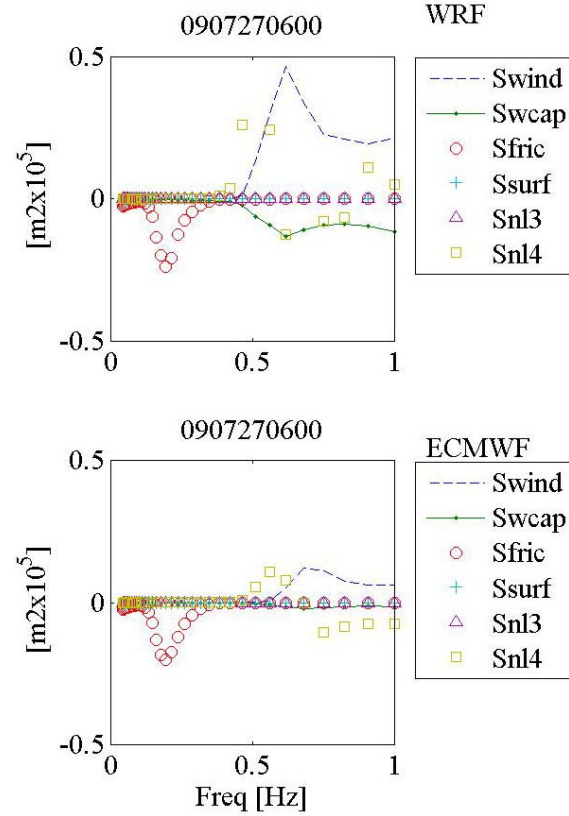 0907270600
WRF
0.5
0
-0.5
[m2x10^5]
0
0.5
1
Swind
Swcap
Sfric
Ssurf
Snl3
Snl4
0907270600
ECMWF
0.5
0
-0.5
[m2x10^5]
0
0.5
1
Freq [Hz]
Swind
Swcap
Sfric
Ssurf
Snl3
Snl4